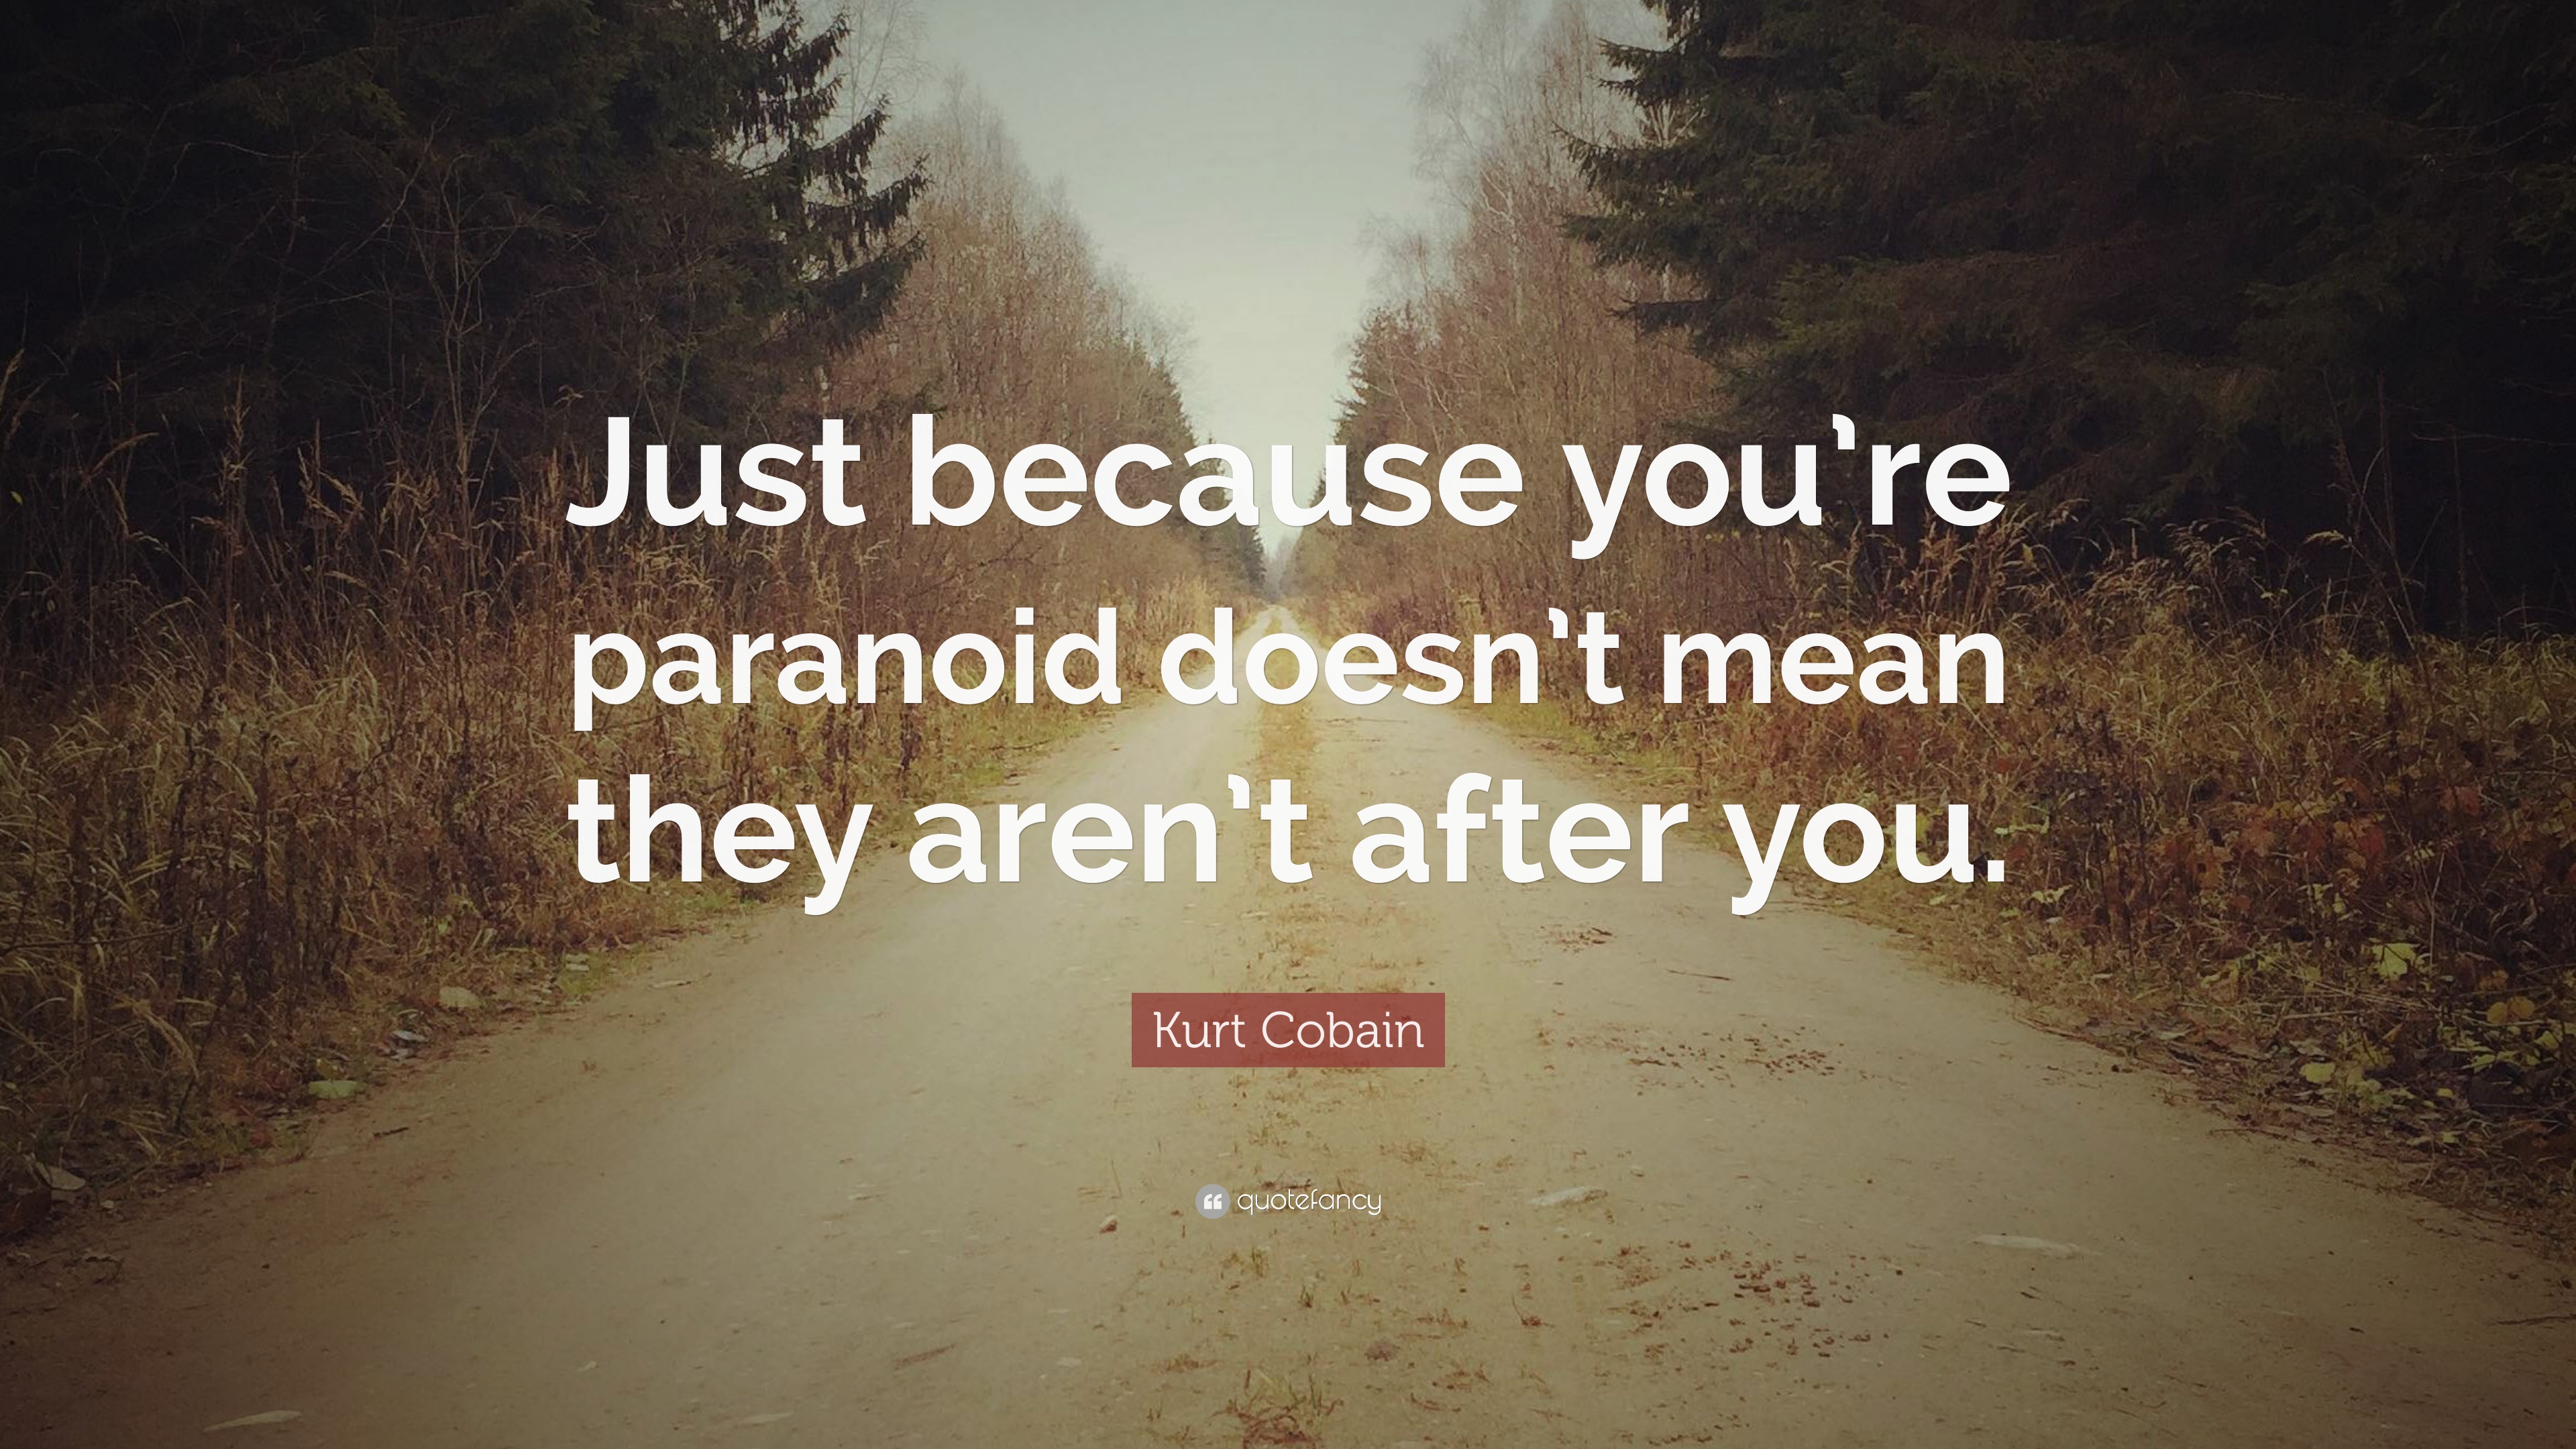 Just because you’re
paranoid doesn’t mean
they aren’t after you.
Kurt Cobain
“ quotefancy